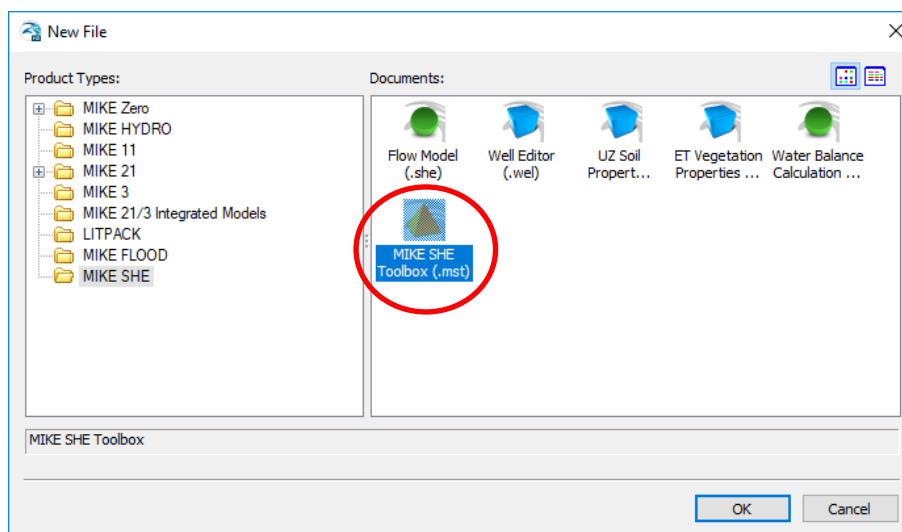 New File
Product Types:
Documents:
MIKE Zero
MIKE HYDRO
MIKE 11
MIKE 21
MIKE 3
MIKE 21/3 Integrated Models
LITPACK
MIKE FLOOD
MIKE SHE
Flow Model
(.she)
Well Editor
(.wel)
UZ Soil
Propert...
ET Vegetation
Properties ...
Water Balance
Calculation ...
MIKE SHE
Toolbox (.mst)
MIKE SHE Toolbox
OK
Cancel